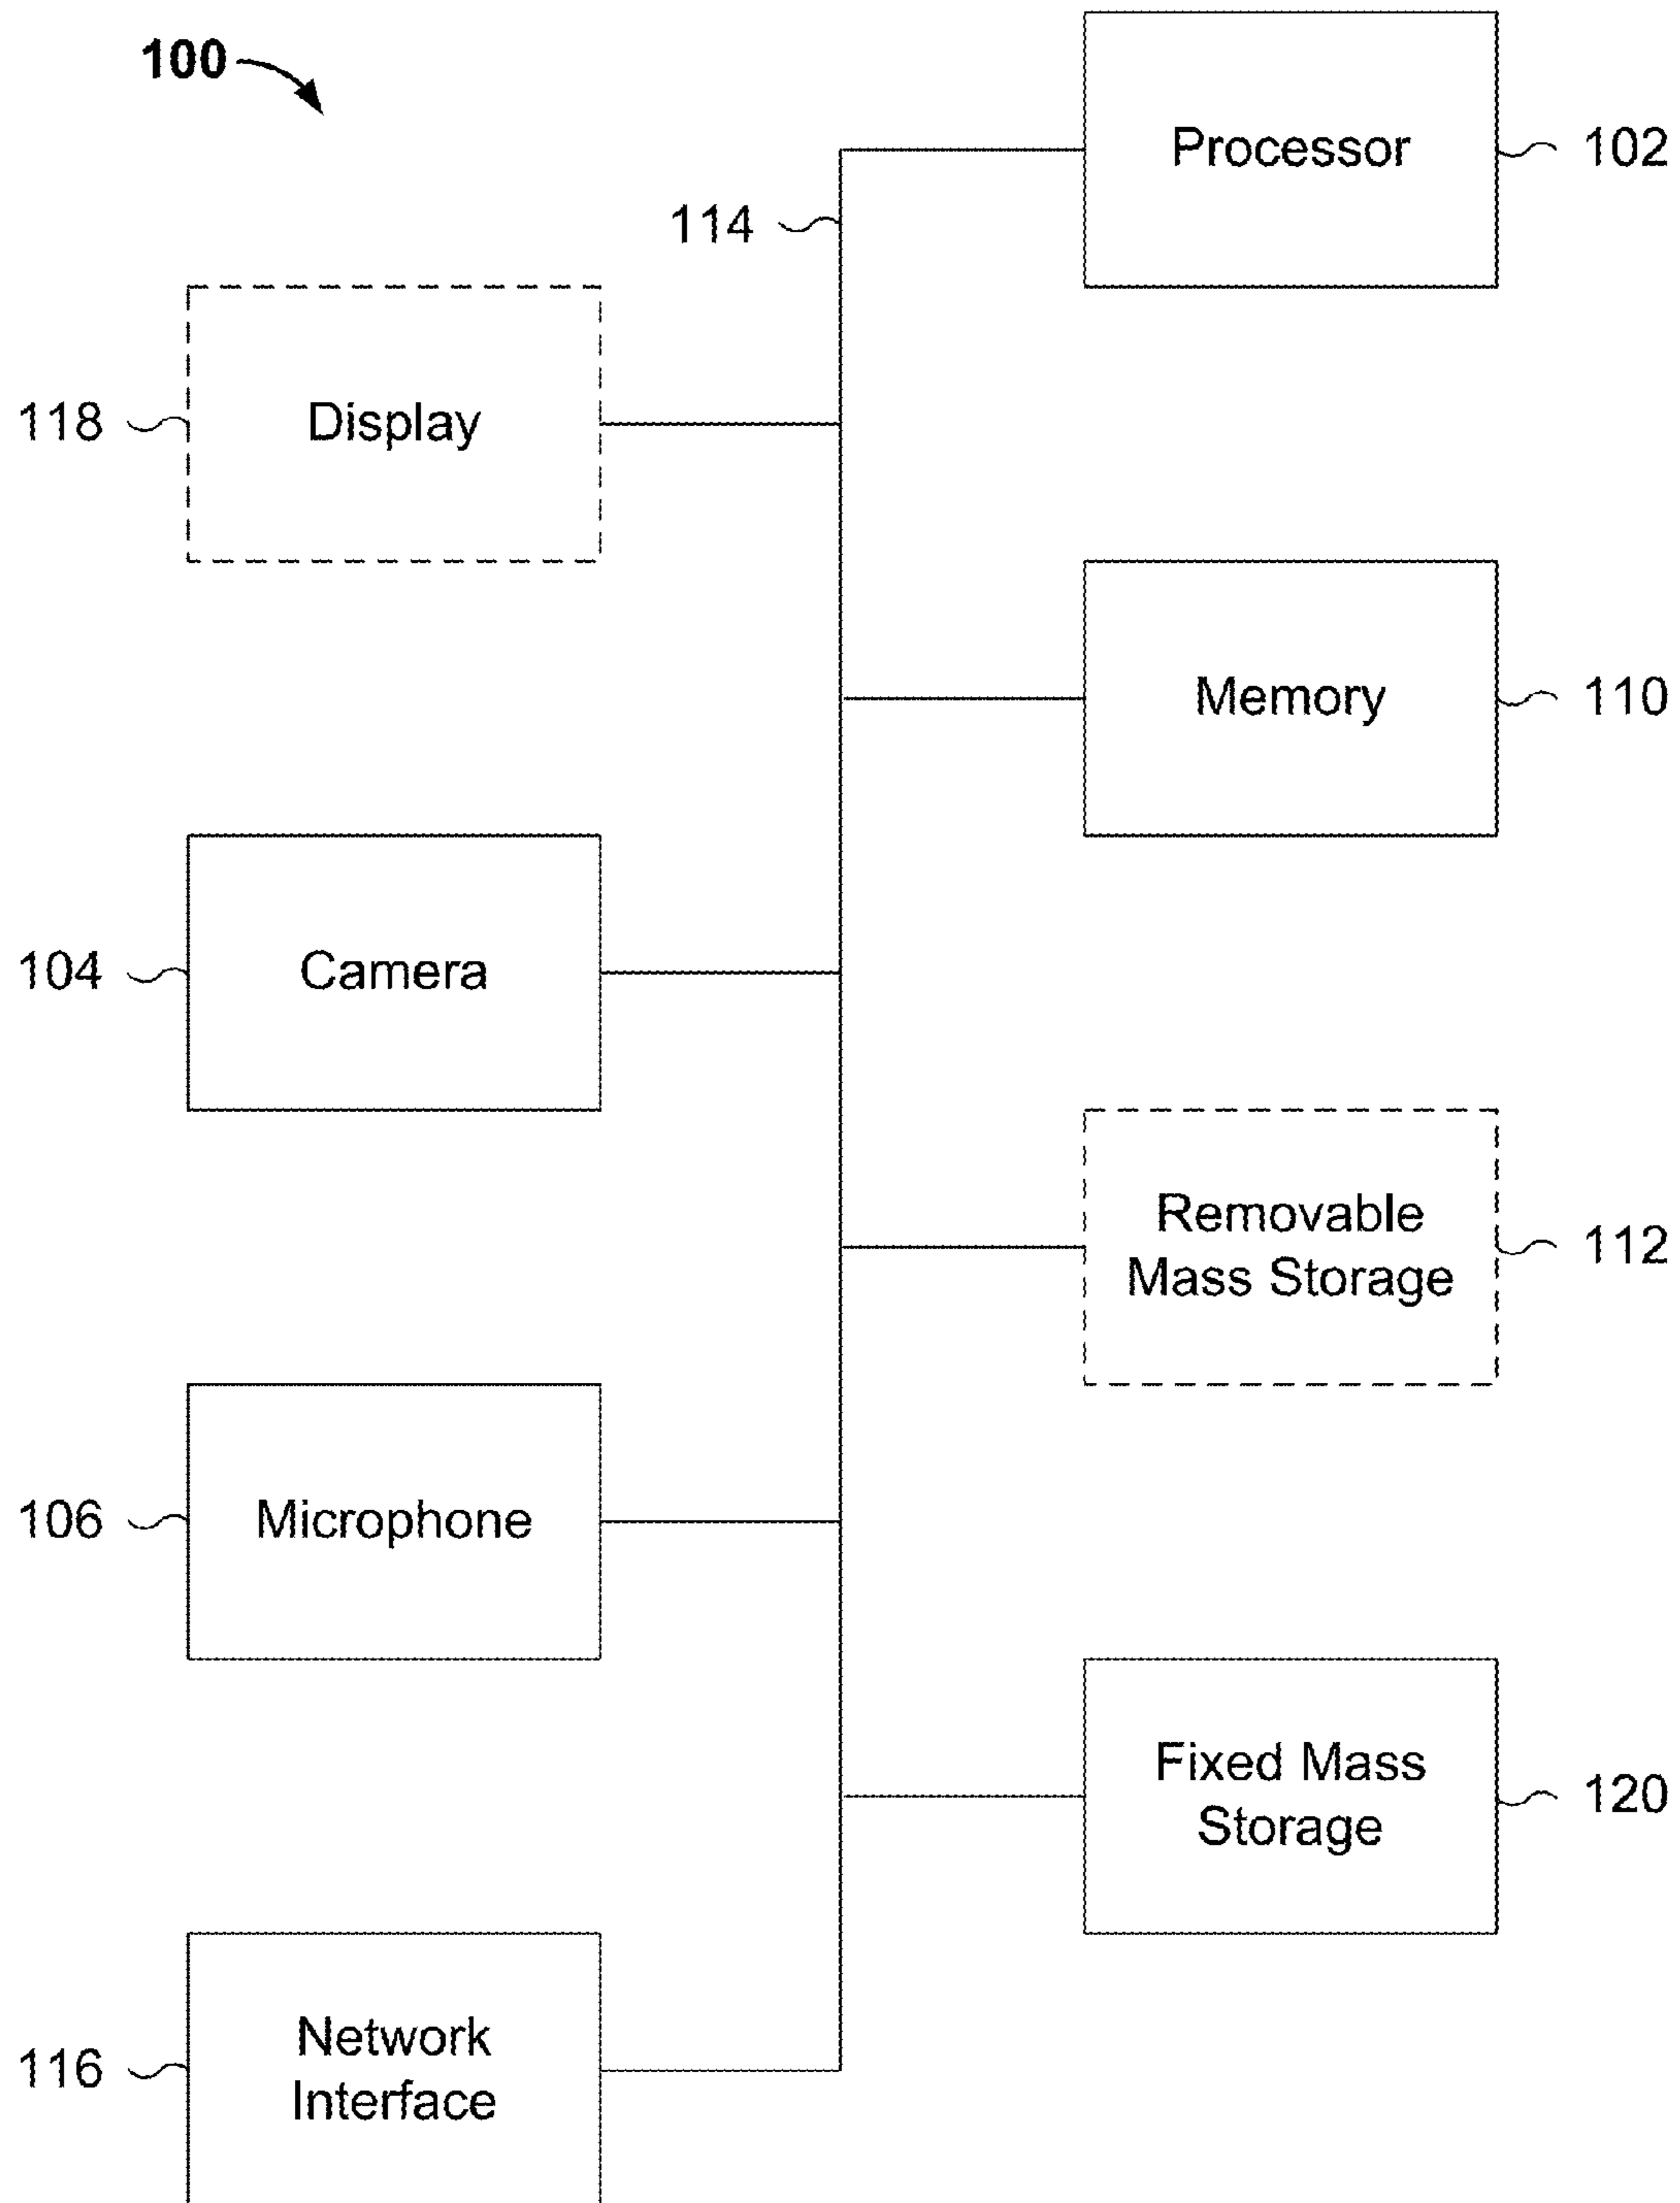 100
Processor
102
114
118
Display
Memory
110
104
Camera
Removable
Mass Storage
112
106
Microphone
Fixed Mass
Storage
120
116
Network
Interface